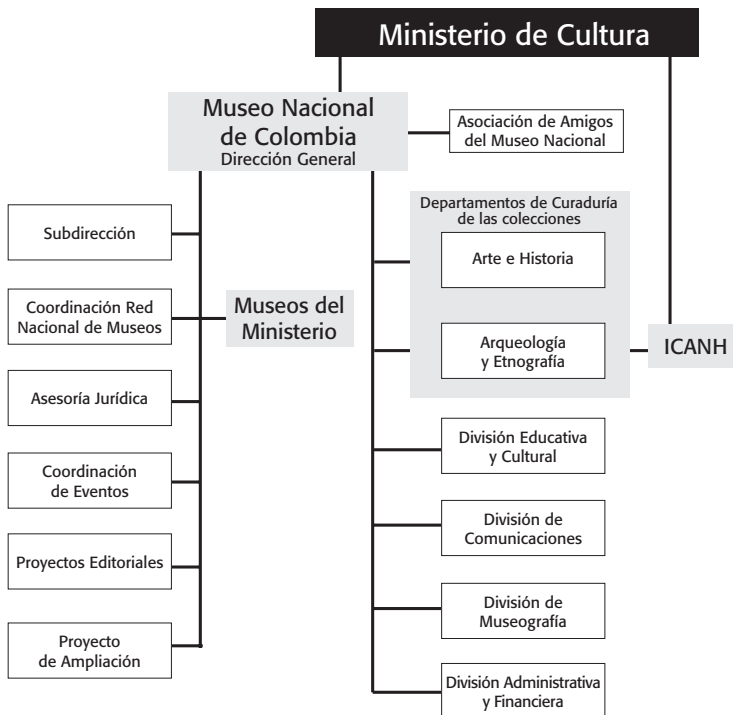 Ministerio de Cultura
Museo Nacional
de Colombia
Dirección General
Asociación de Amigos
del Museo Nacional
Subdirección
Coordinación Red
Nacional de Museos
Asesoría Jurídica
Coordinación
de Eventos
Proyectos Editoriales
Proyecto
de Ampliación
Museos del
Ministerio
Departamentos de Curaduría
de las colecciones
Arte e Historia
Arqueología
y Etnografía
ICANH
División Educativa
y Cultural
División de
Comunicaciones
División de
Museografía
División Administrativa
y Financiera